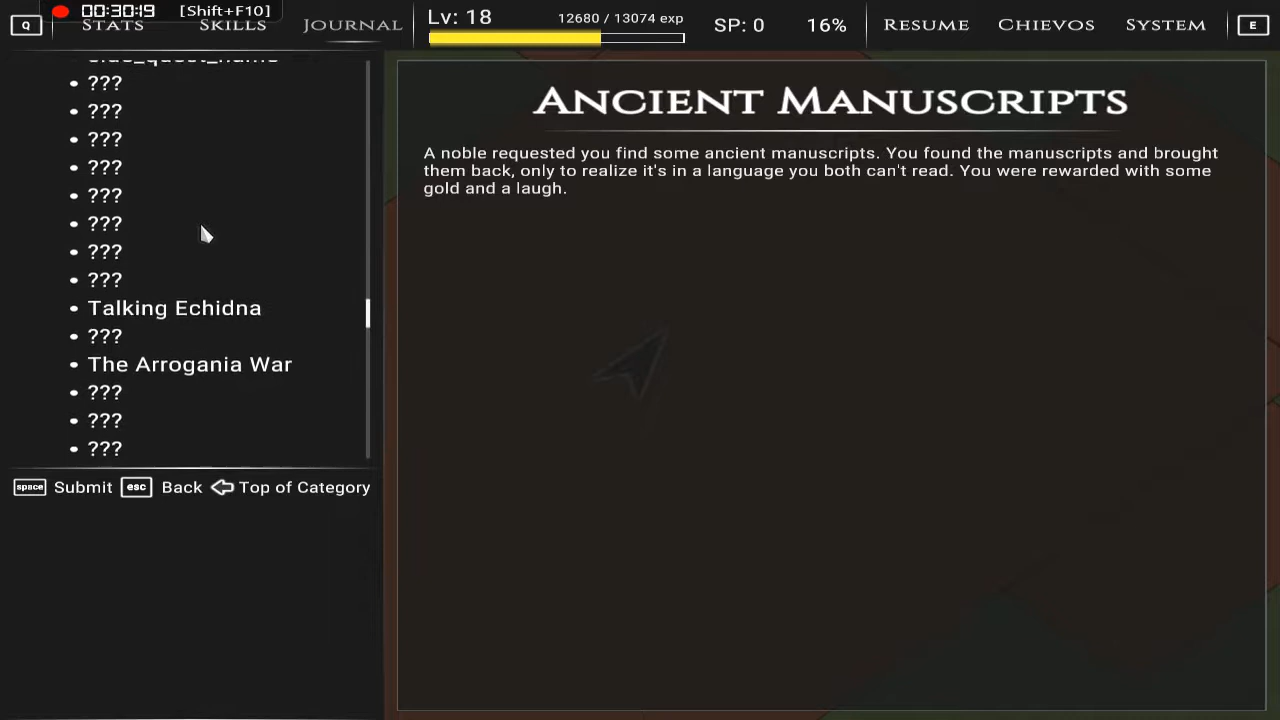 00:30:19 [Shift+F10]
Q STATS SKILLS JOURNAL Lv: 18 12680 / 13074 exp SP: 0 16% RESUME CHIEVOS SYSTEM E
side_quest_name
• ???
• ???
• ???
• ???
• ???
• ???
• ???
• ???
• Talking Echidna
• ???
• The Arrogania War
• ???
• ???
• ???
space Submit esc Back Top of Category
ANCIENT MANUSCRIPTS
A noble requested you find some ancient manuscripts. You found the manuscripts and brought
them back, only to realize it's in a language you both can't read. You were rewarded with some
gold and a laugh.